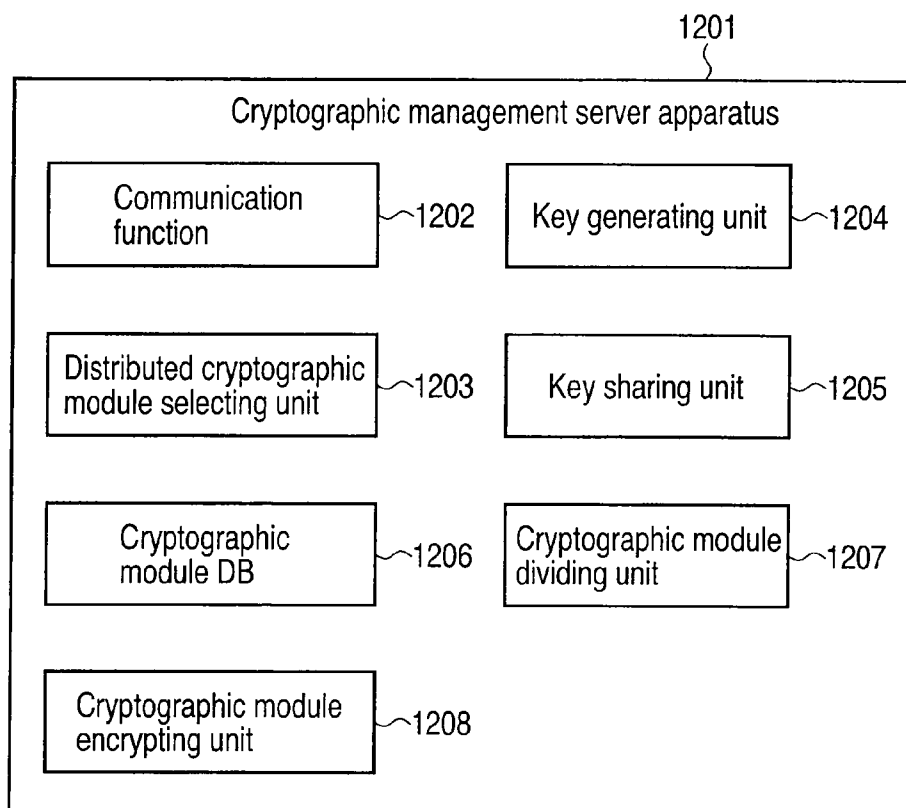 1201
Cryptographic management server apparatus
Communication
function
1202
Key generating unit
1204
Distributed cryptographic
module selecting unit
1203
Key sharing unit
1205
Cryptographic
module DB
1206
Cryptographic module
dividing unit
1207
Cryptographic module
encrypting unit
1208